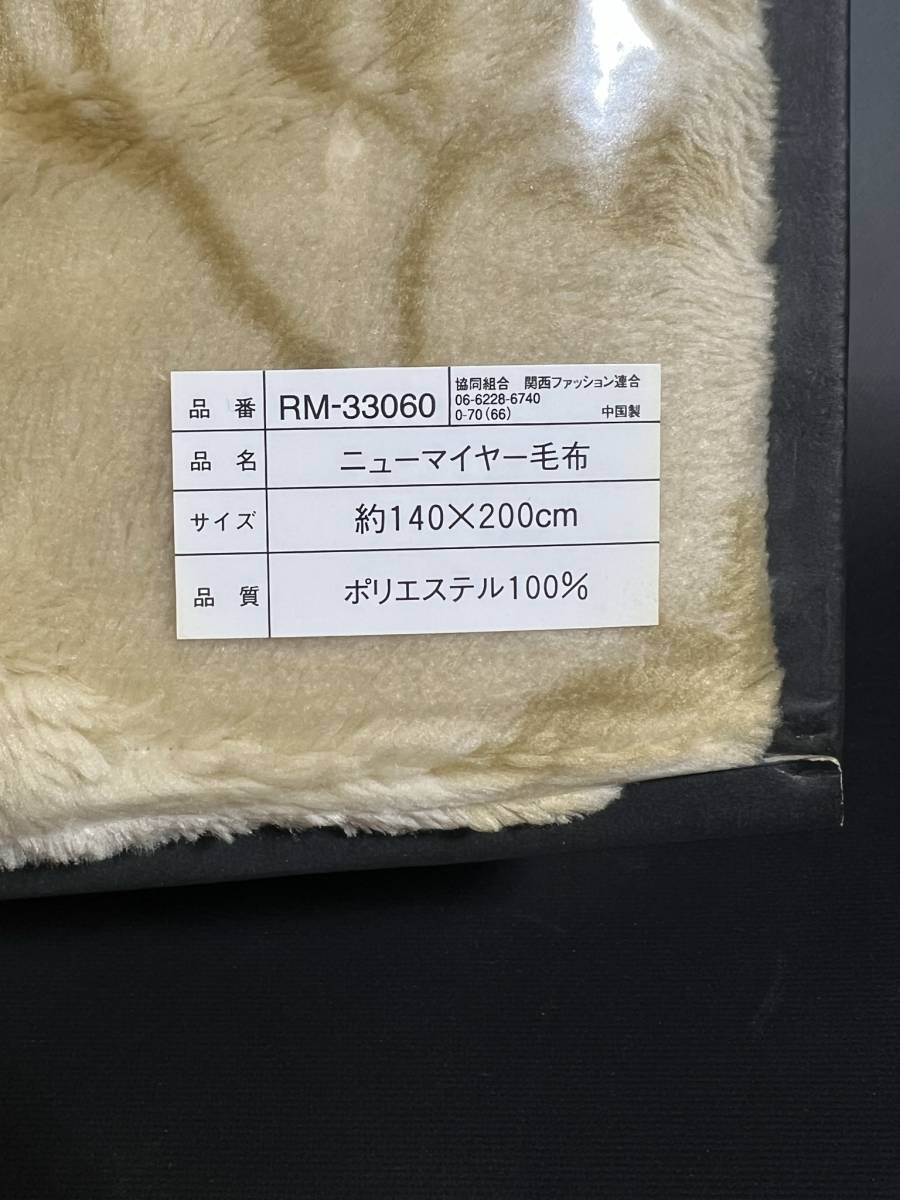 品番 RM-33060
協同組合 関西ファッション連合
06-6228-6740
0-70(66) 中国製
品名 ニューマイヤー毛布
サイズ 約140×200cm
品質 ポリエステル100%